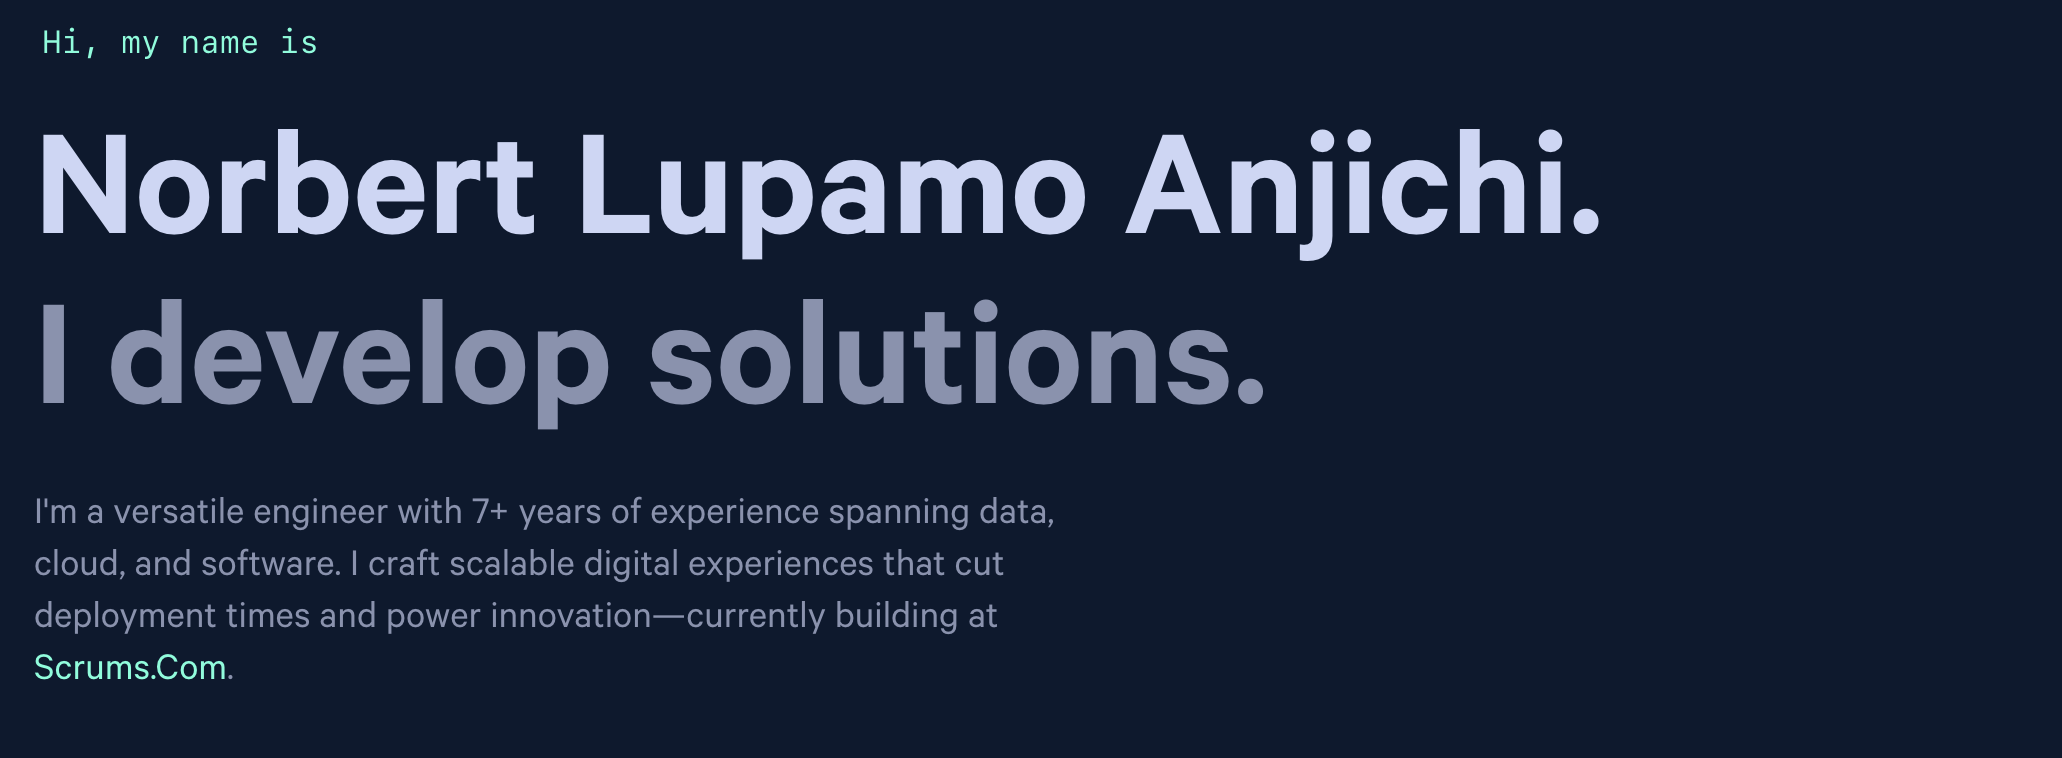 Hi, my name is
Norbert Lupamo Anjichi.
I develop solutions.
I'm a versatile engineer with 7+ years of experience spanning data,
cloud, and software. I craft scalable digital experiences that cut
deployment times and power innovation—currently building at
Scrums.Com.